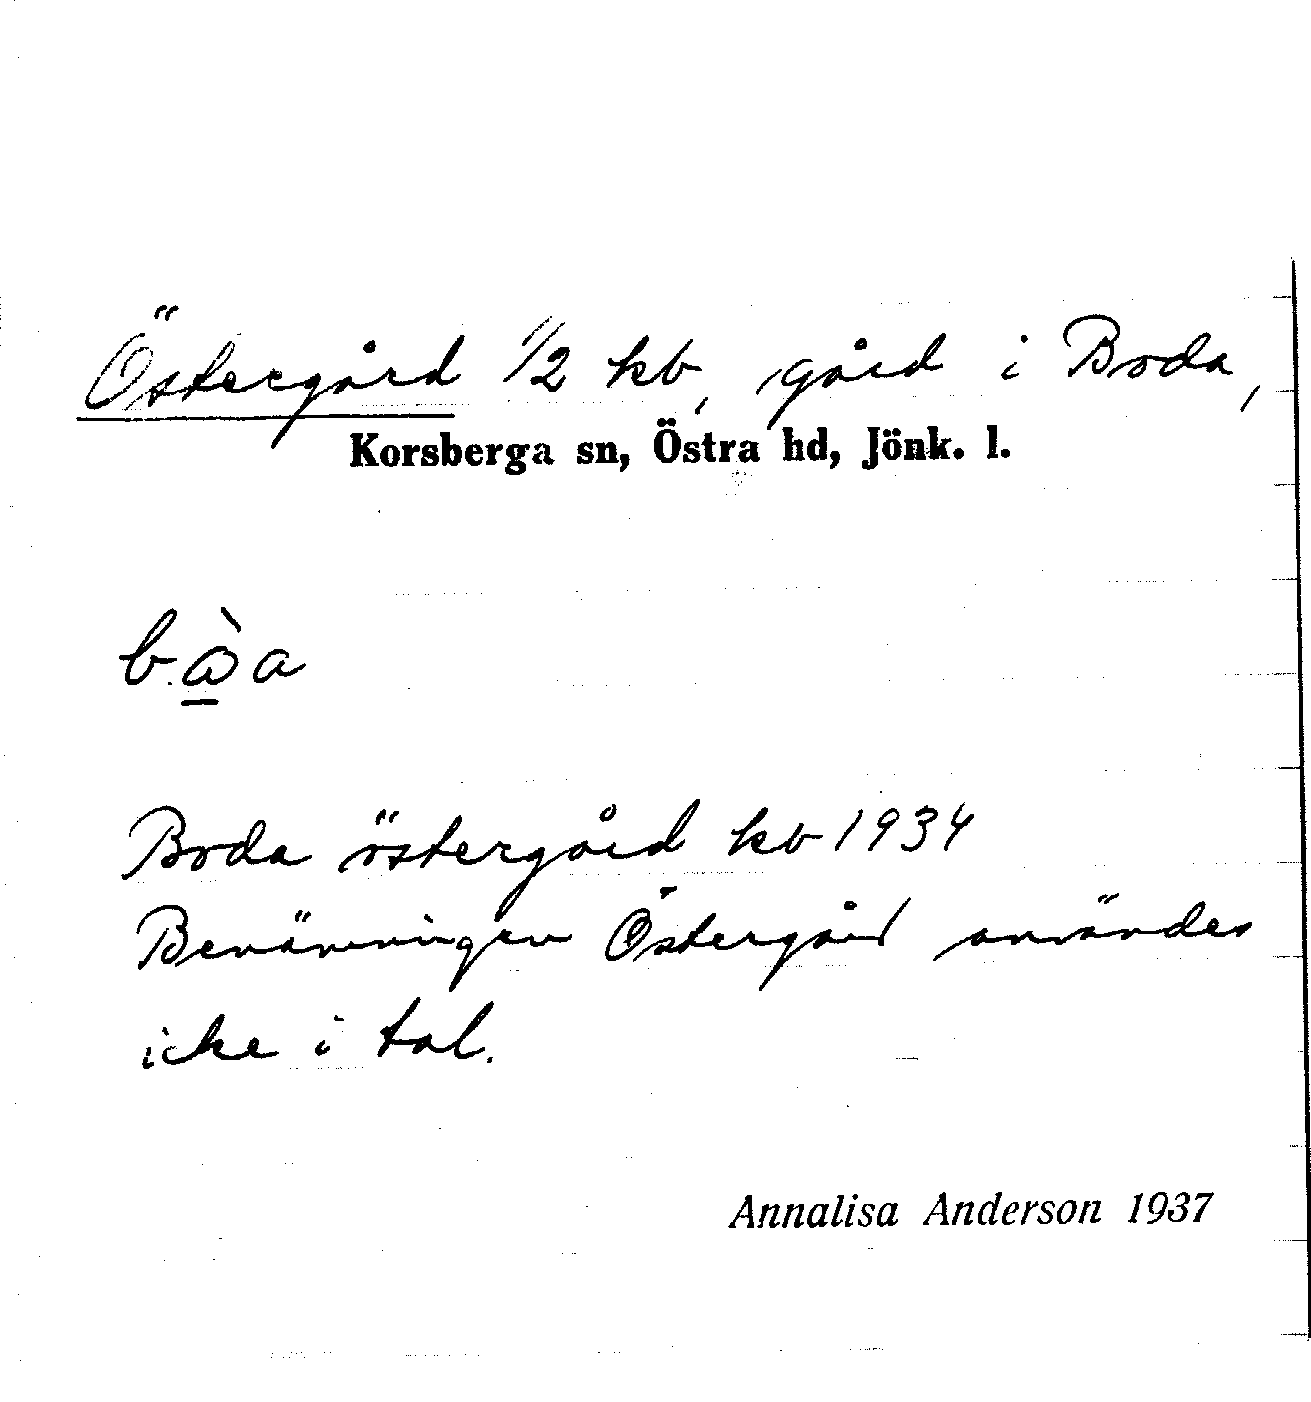 Östergård 1/2 kb, gård i Boda,
Korsberga sn, Östra hd, Jönk. l.
Boda östergård kb 1934
Benämningen Östergård användes
icke i tal.
Annalisa Anderson 1937